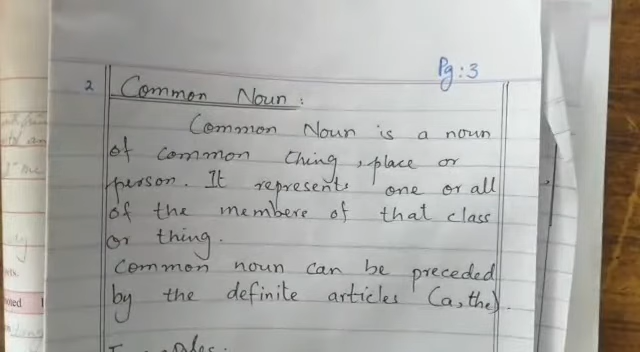 Pg:3
2 Common Noun :
Common Noun is a noun
of common thing, place or
person. It represents one or all
of the membere of that class
or thing.
Common noun can be preceded
by the definite articles (a, the).